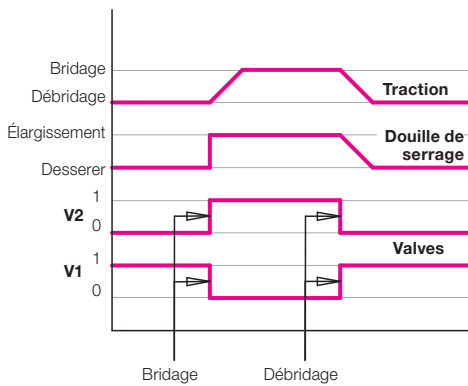 Bridage
Débridage
Traction
Élargissement
Douille de
serrage
Desserer
1
V2
0
Valves
1
V1
0
Bridage
Débridage